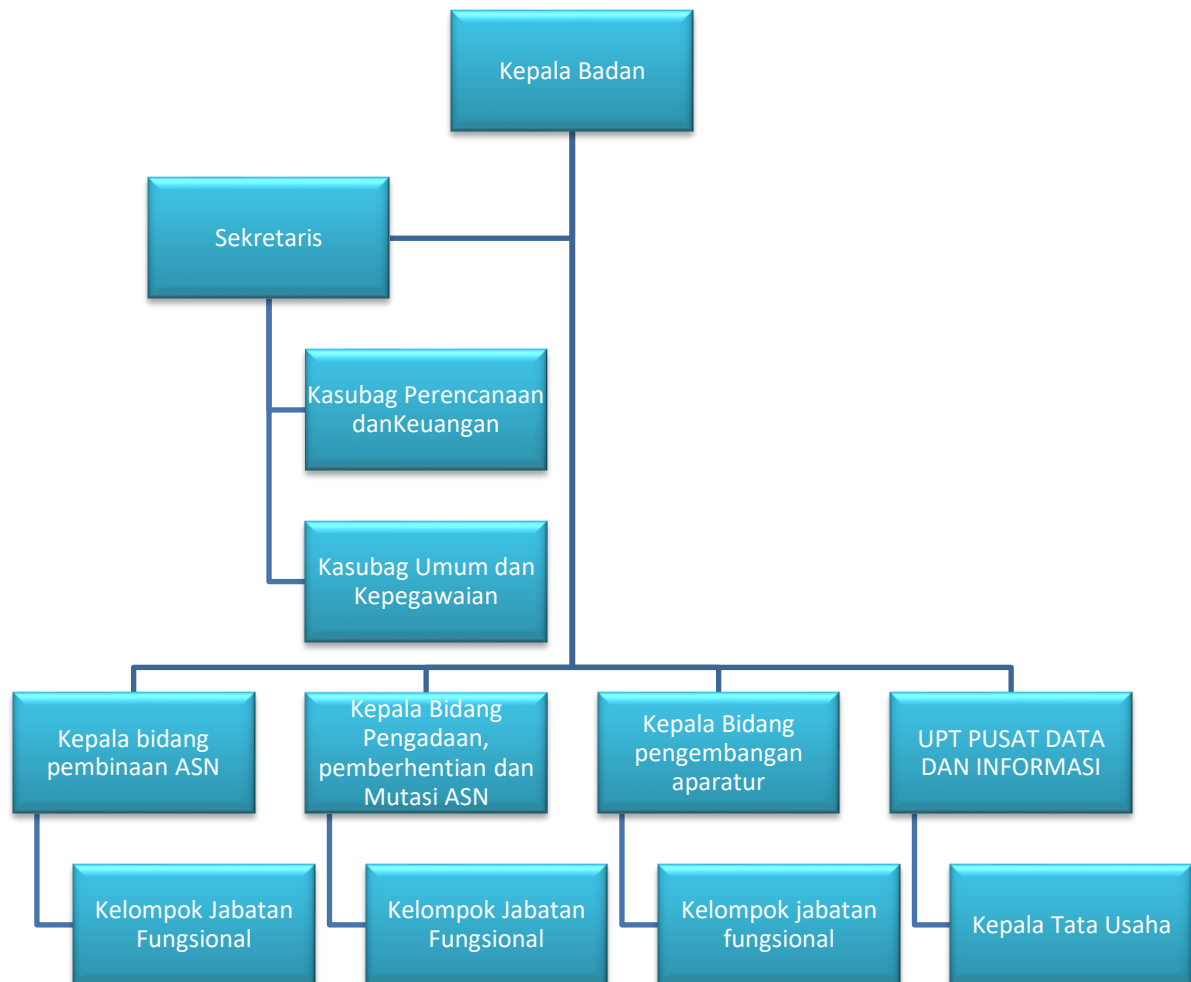 Kepala Badan
Sekretaris
Kasubag Perencanaan
danKeuangan
Kasubag Umum dan
Kepegawaian
Kepala bidang
pembinaan ASN
Kepala Bidang
Pengadaan,
pemberhentian dan
Mutasi ASN
Kepala Bidang
pengembangan
aparatur
UPT PUSAT DATA
DAN INFORMASI
Kelompok Jabatan
Fungsional
Kelompok Jabatan
Fungsional
Kelompok jabatan
fungsional
Kepala Tata Usaha